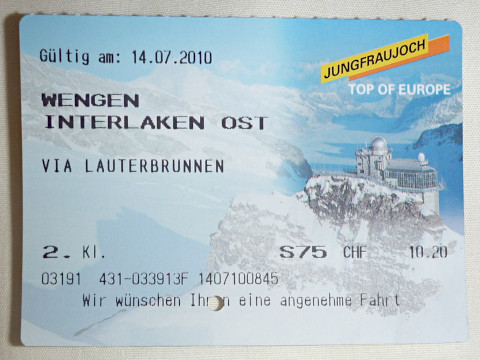 Gültig am: 14.07.2010
JUNGFRAUJOCH
TOP OF EUROPE
WENGEN
INTERLAKEN OST
VIA LAUTERBRUNNEN
2. Kl. S75 CHF 10.20
03191 431-033913F 1407100845
Wir wünschen Ihnen eine angenehme Fahrt